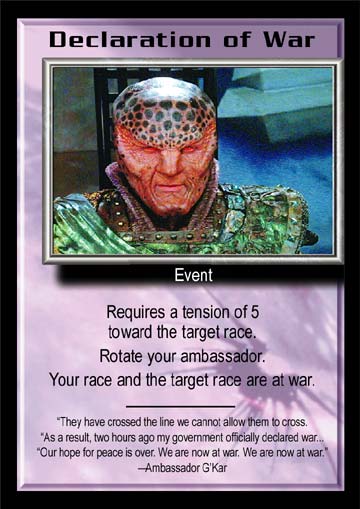 Declaration of War
Event
Requires a tension of 5
toward the target race.
Rotate your ambassador.
Your race and the target race are at war.
“They have crossed the line we cannot allow them to cross.
“As a result, two hours ago my government officially declared war...
“Our hope for peace is over. We are now at war. We are now at war.”
—Ambassador G’Kar